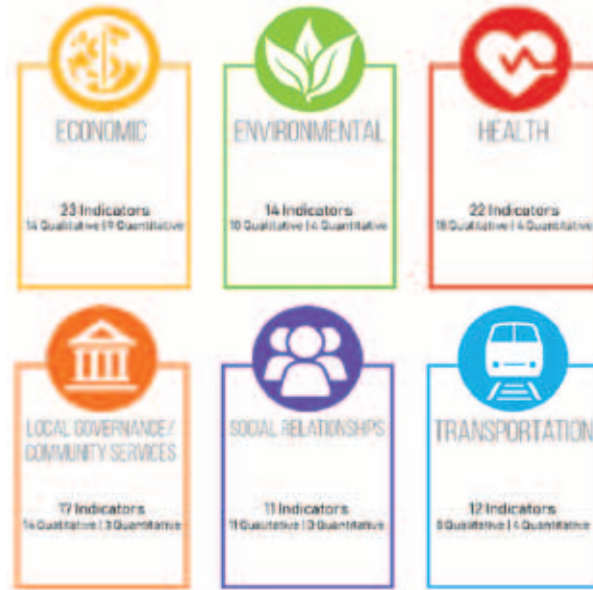 ECONOMIC
23 Indicators
14 Qualitative | 9 Quantitative
ENVIRONMENTAL
14 Indicators
10 Qualitative | 4 Quantitative
HEALTH
22 Indicators
18 Qualitative | 4 Quantitative
LOCAL GOVERNANCE/
COMMUNITY SERVICES
17 Indicators
14 Qualitative | 3 Quantitative
SOCIAL RELATIONSHIPS
11 Indicators
11 Qualitative | 0 Quantitative
TRANSPORTATION
12 Indicators
8 Qualitative | 4 Quantitative